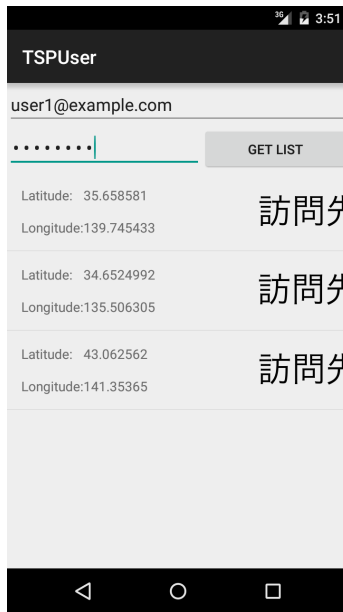 3G 3:51
TSPUser
user1@example.com
••••••••
GET LIST
Latitude: 35.658581
Longitude:139.745433
訪問先
Latitude: 34.6524992
Longitude:135.506305
訪問先
Latitude: 43.062562
Longitude:141.35365
訪問先